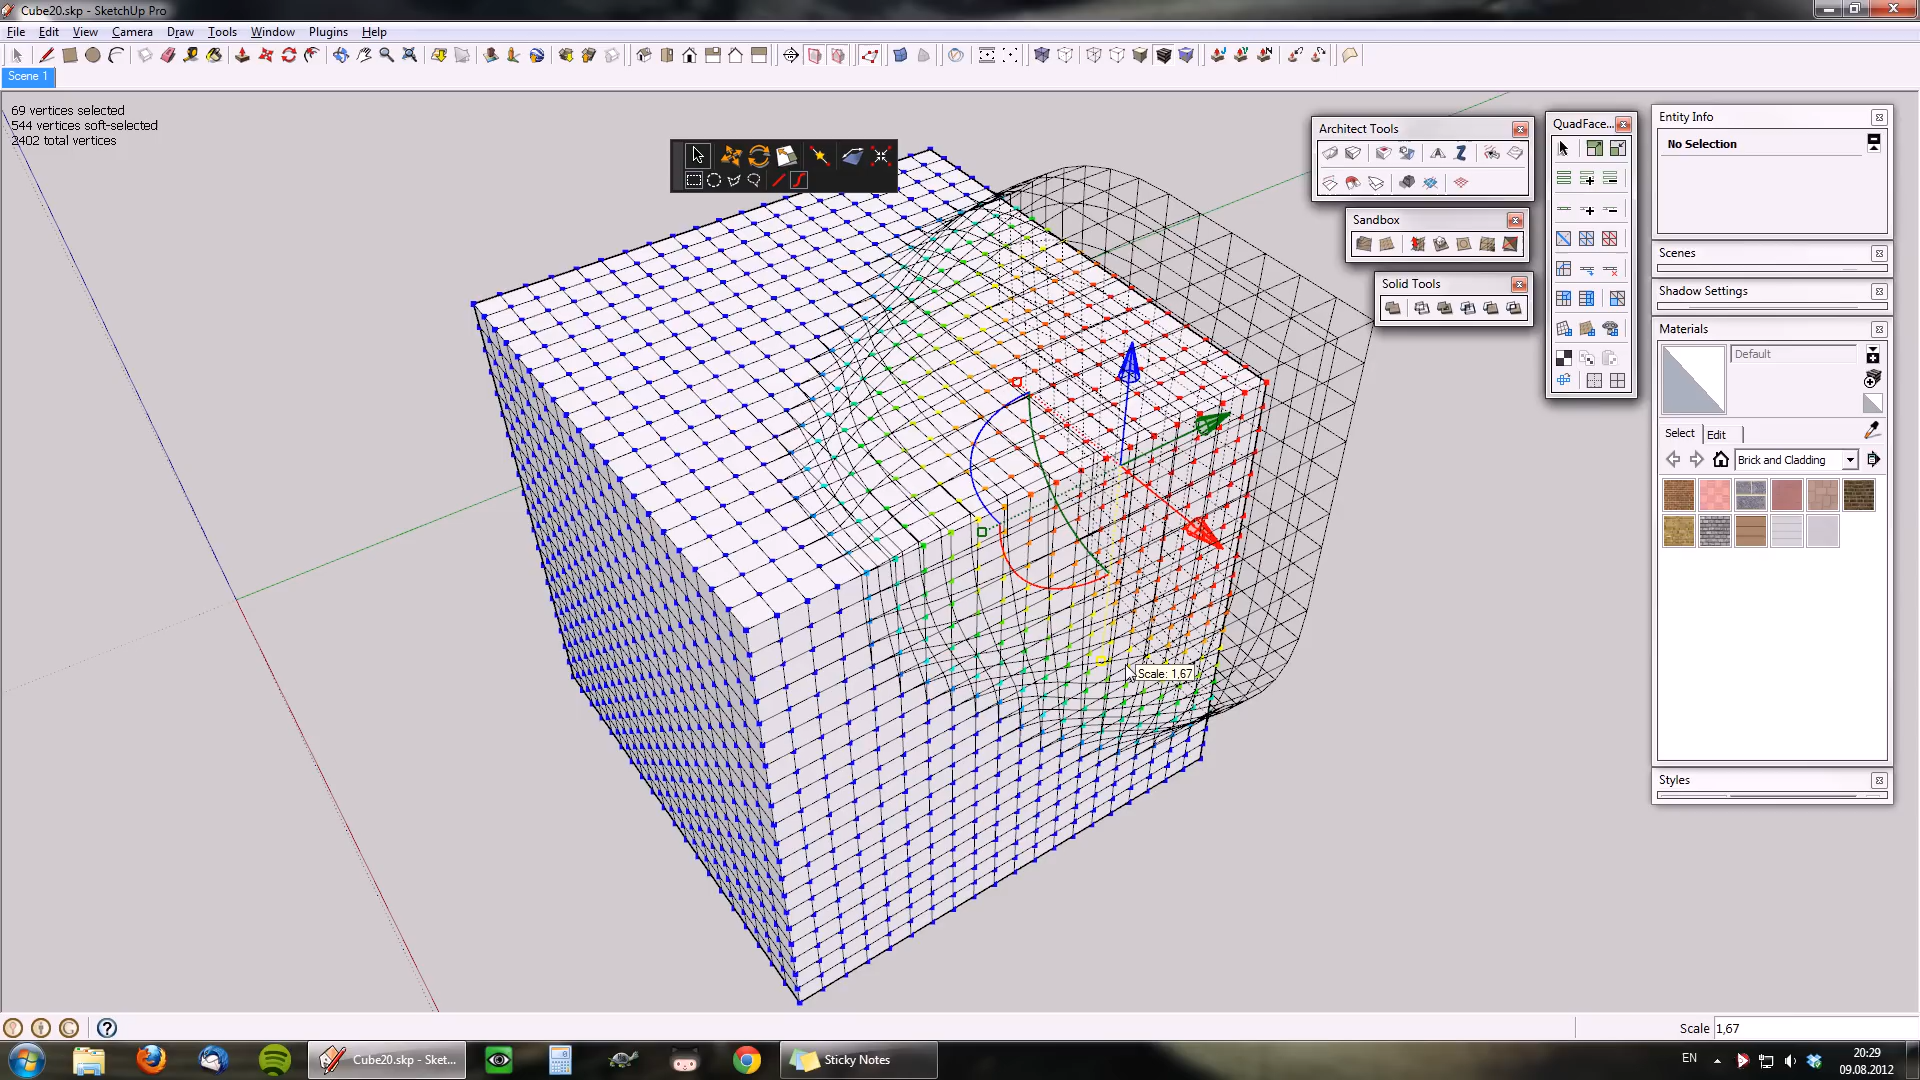 Cube20.skp - SketchUp Pro
File Edit View Camera Draw Tools Window Plugins Help
Scene 1
69 vertices selected
544 vertices soft-selected
2402 total vertices
Architect Tools
Sandbox
Solid Tools
QuadFace...
Entity Info
No Selection
Scenes
Shadow Settings
Materials
Default
Select Edit
Brick and Cladding
Styles
Scale: 1,67
Scale 1,67
Cube20.skp - Sket...
Sticky Notes
EN
20:29
09.08.2012